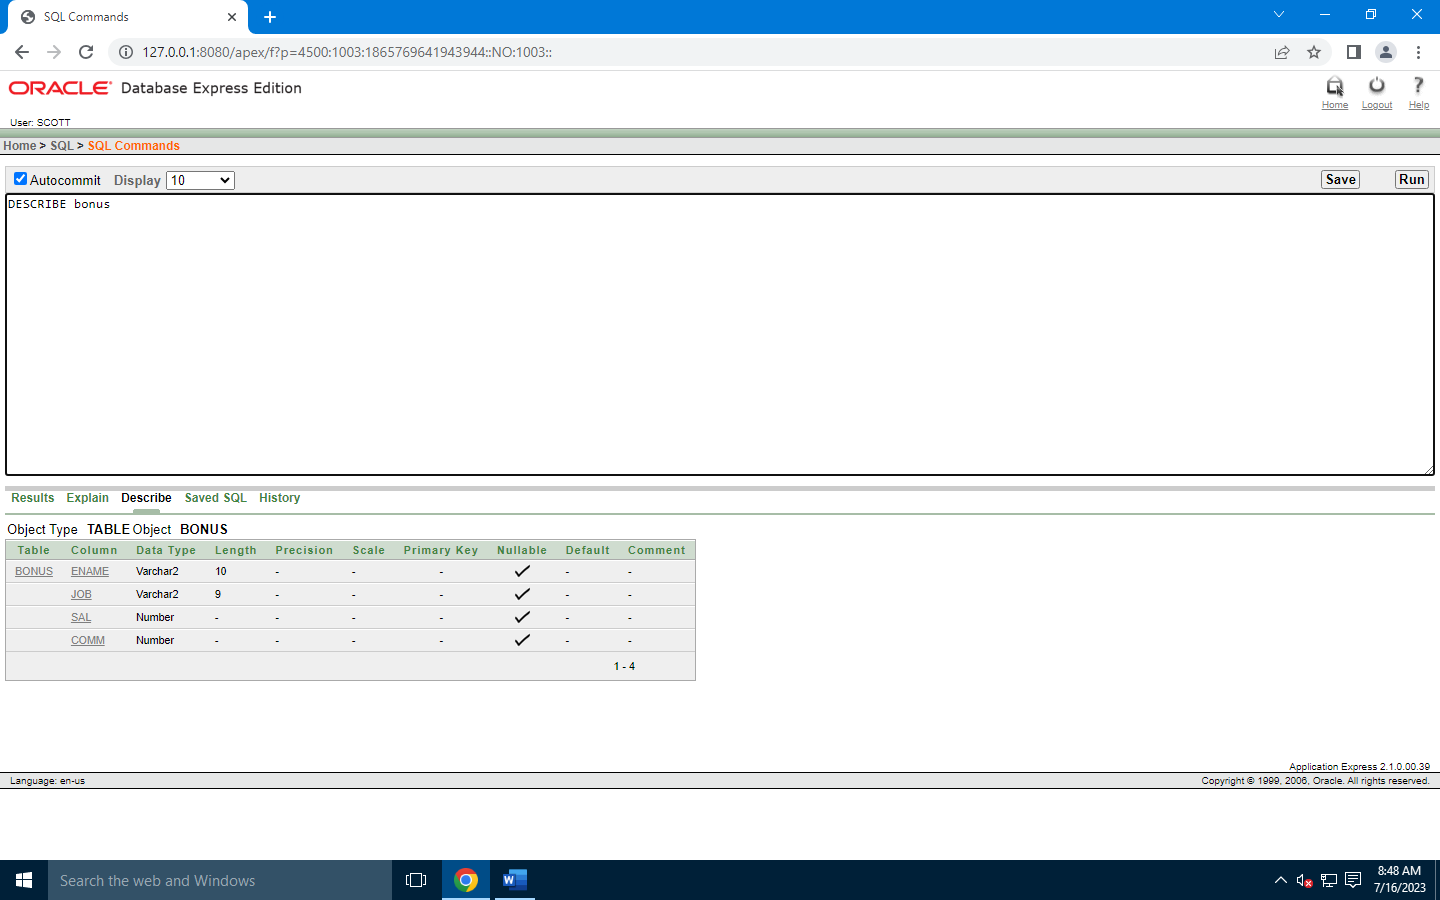 SQL Commands
127.0.0.1:8080/apex/f?p=4500:1003:1865769641943944::NO:1003::
ORACLE Database Express Edition
Home Logout Help
User: SCOTT
Home > SQL > SQL Commands
Autocommit Display 10 Save Run
DESCRIBE bonus
Results Explain Describe Saved SQL History
Object Type TABLE Object BONUS
Table Column Data Type Length Precision Scale Primary Key Nullable Default Comment
BONUS ENAME Varchar2 10 - - - ✓ - -
JOB Varchar2 9 - - - ✓ - -
SAL Number - - - - ✓ - -
COMM Number - - - - ✓ - -
1 - 4
Application Express 2.1.0.00.39
Language: en-us Copyright © 1999, 2006, Oracle. All rights reserved.
Search the web and Windows
8:48 AM
7/16/2023